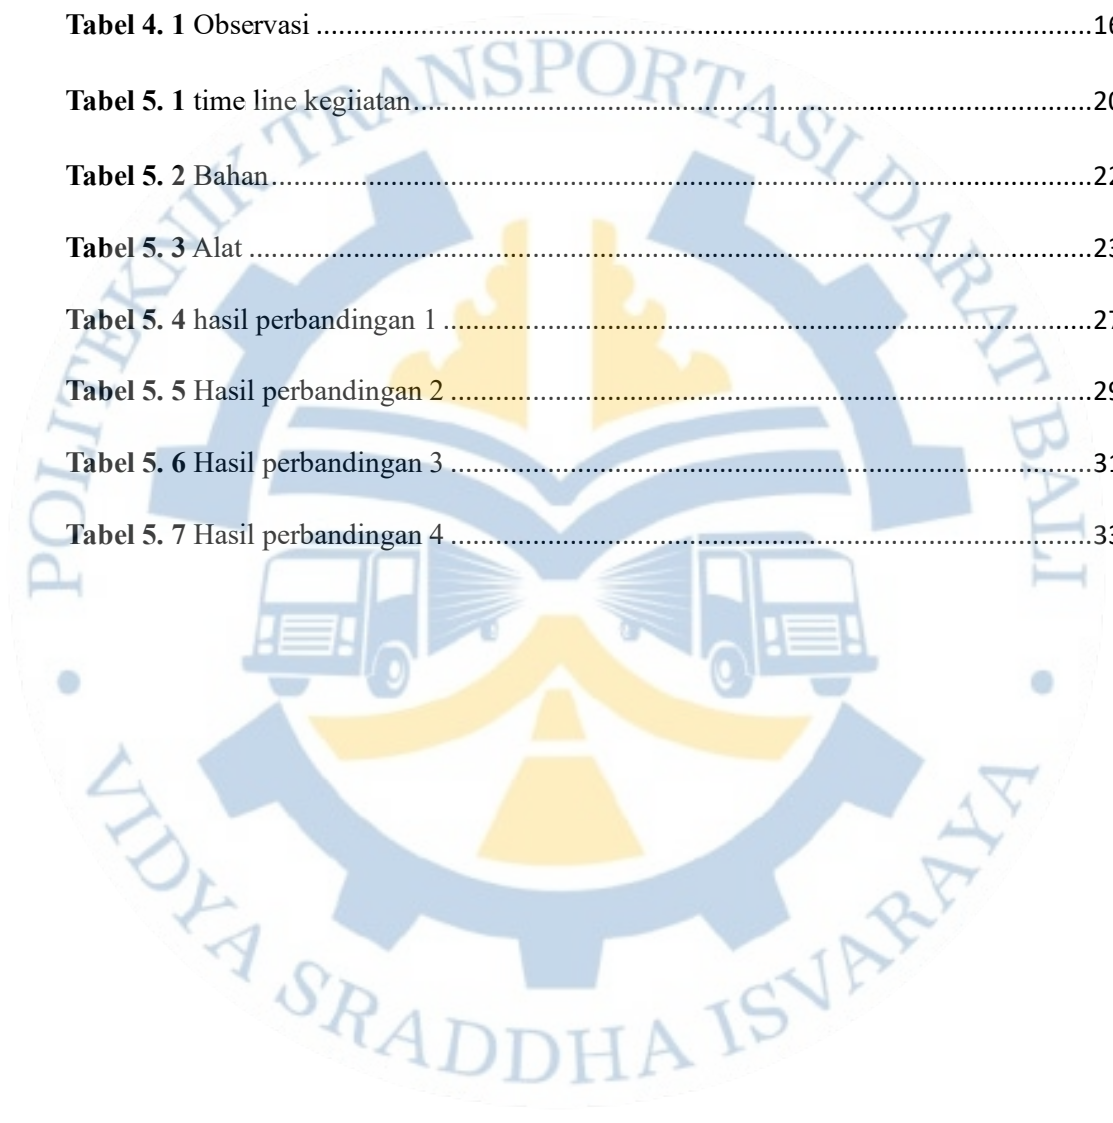 Tabel 4. 1 Observasi ........................................ 16
Tabel 5. 1 time line kegiiatan ........................................ 20
Tabel 5. 2 Bahan ........................................ 22
Tabel 5. 3 Alat ........................................ 23
Tabel 5. 4 hasil perbandingan 1 ........................................ 27
Tabel 5. 5 Hasil perbandingan 2 ........................................ 29
Tabel 5. 6 Hasil perbandingan 3 ........................................ 31
Tabel 5. 7 Hasil perbandingan 4 ........................................ 33
POLITEKNIK TRANSPORTASI DARAT BALI
• VIDYA SRADDHA ISVARAYA •